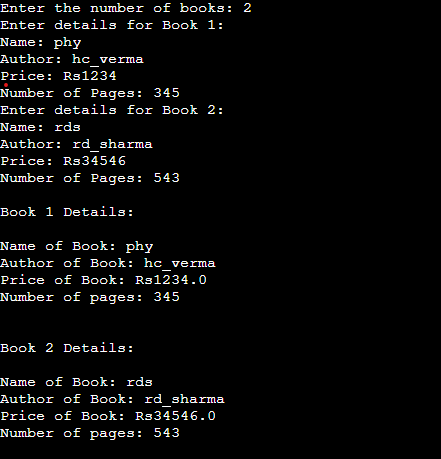 Enter the number of books: 2
Enter details for Book 1:
Name: phy
Author: hc_verma
Price: Rs1234
Number of Pages: 345
Enter details for Book 2:
Name: rds
Author: rd_sharma
Price: Rs34546
Number of Pages: 543
Book 1 Details:
Name of Book: phy
Author of Book: hc_verma
Price of Book: Rs1234.0
Number of pages: 345
Book 2 Details:
Name of Book: rds
Author of Book: rd_sharma
Price of Book: Rs34546.0
Number of pages: 543